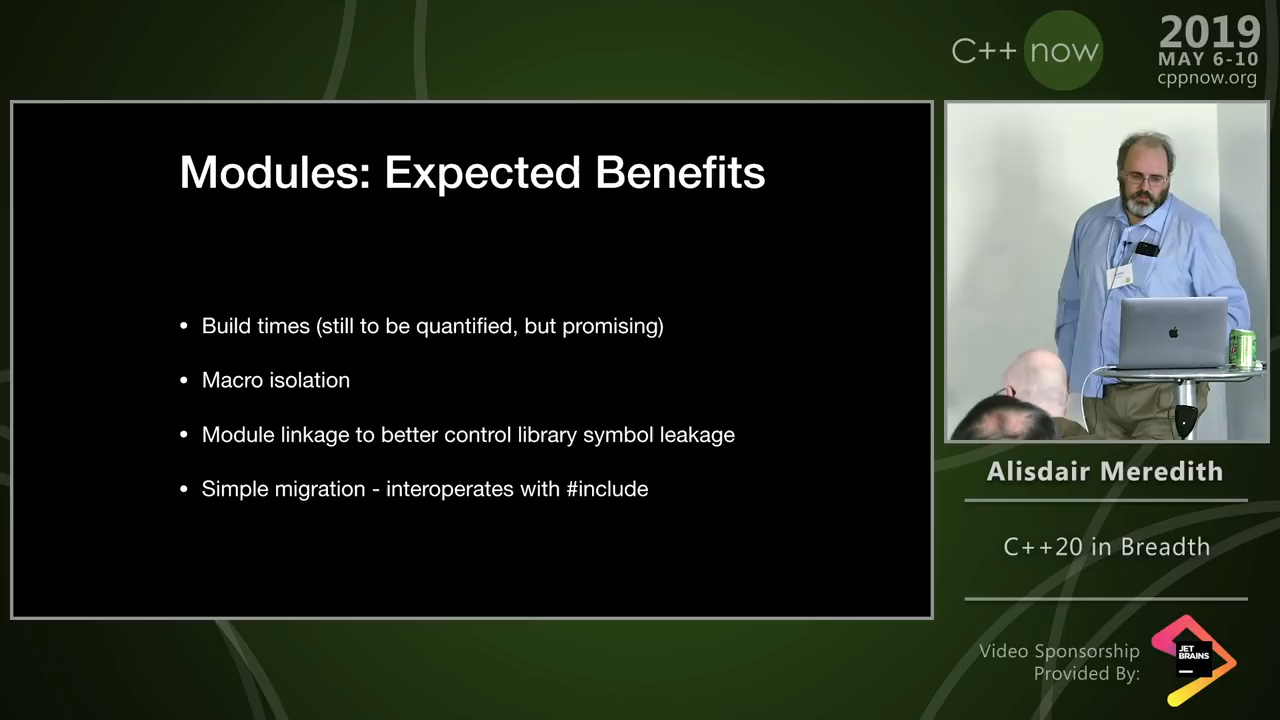 C++ now
2019
MAY 6-10
cppnow.org
Modules: Expected Benefits
• Build times (still to be quantified, but promising)
• Macro isolation
• Module linkage to better control library symbol leakage
• Simple migration - interoperates with #include
Alisdair Meredith
C++20 in Breadth
Video Sponsorship
Provided By:
JET
BRAINS